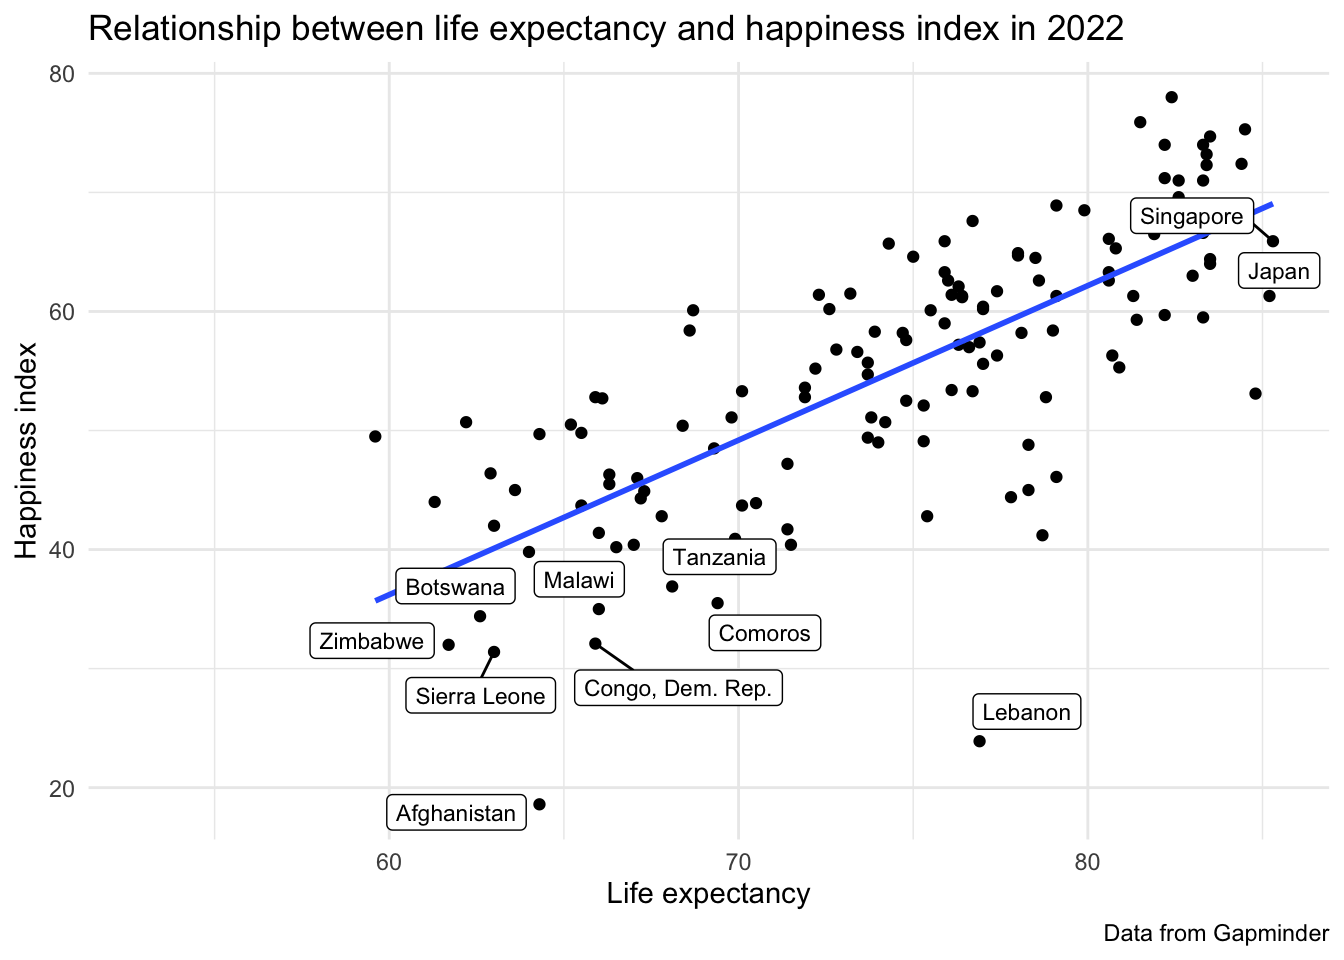 Relationship between life expectancy and happiness index in 2022
80
60
40
20
Happiness index
Singapore
Japan
Tanzania
Malawi
Botswana
Comoros
Zimbabwe
Congo, Dem. Rep.
Sierra Leone
Lebanon
Afghanistan
60
70
80
Life expectancy
Data from Gapminder